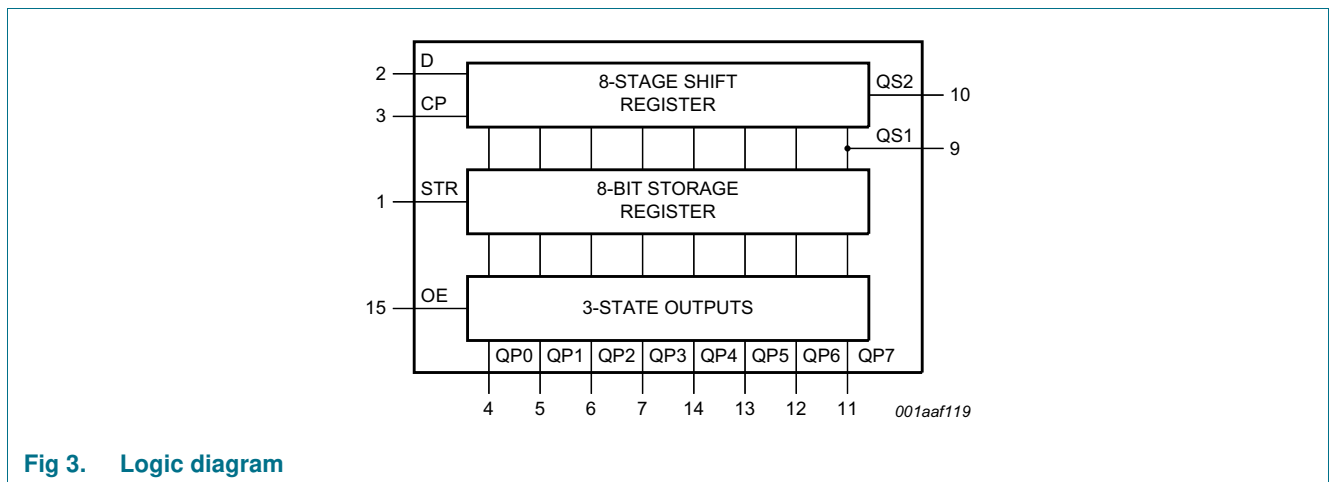 D
2
8-STAGE SHIFT
REGISTER
QS2
10
CP
3
QS1
9
STR
1
8-BIT STORAGE
REGISTER
OE
15
3-STATE OUTPUTS
QP0 QP1 QP2 QP3 QP4 QP5 QP6 QP7
4 5 6 7 14 13 12 11 001aaf119
Fig 3. Logic diagram